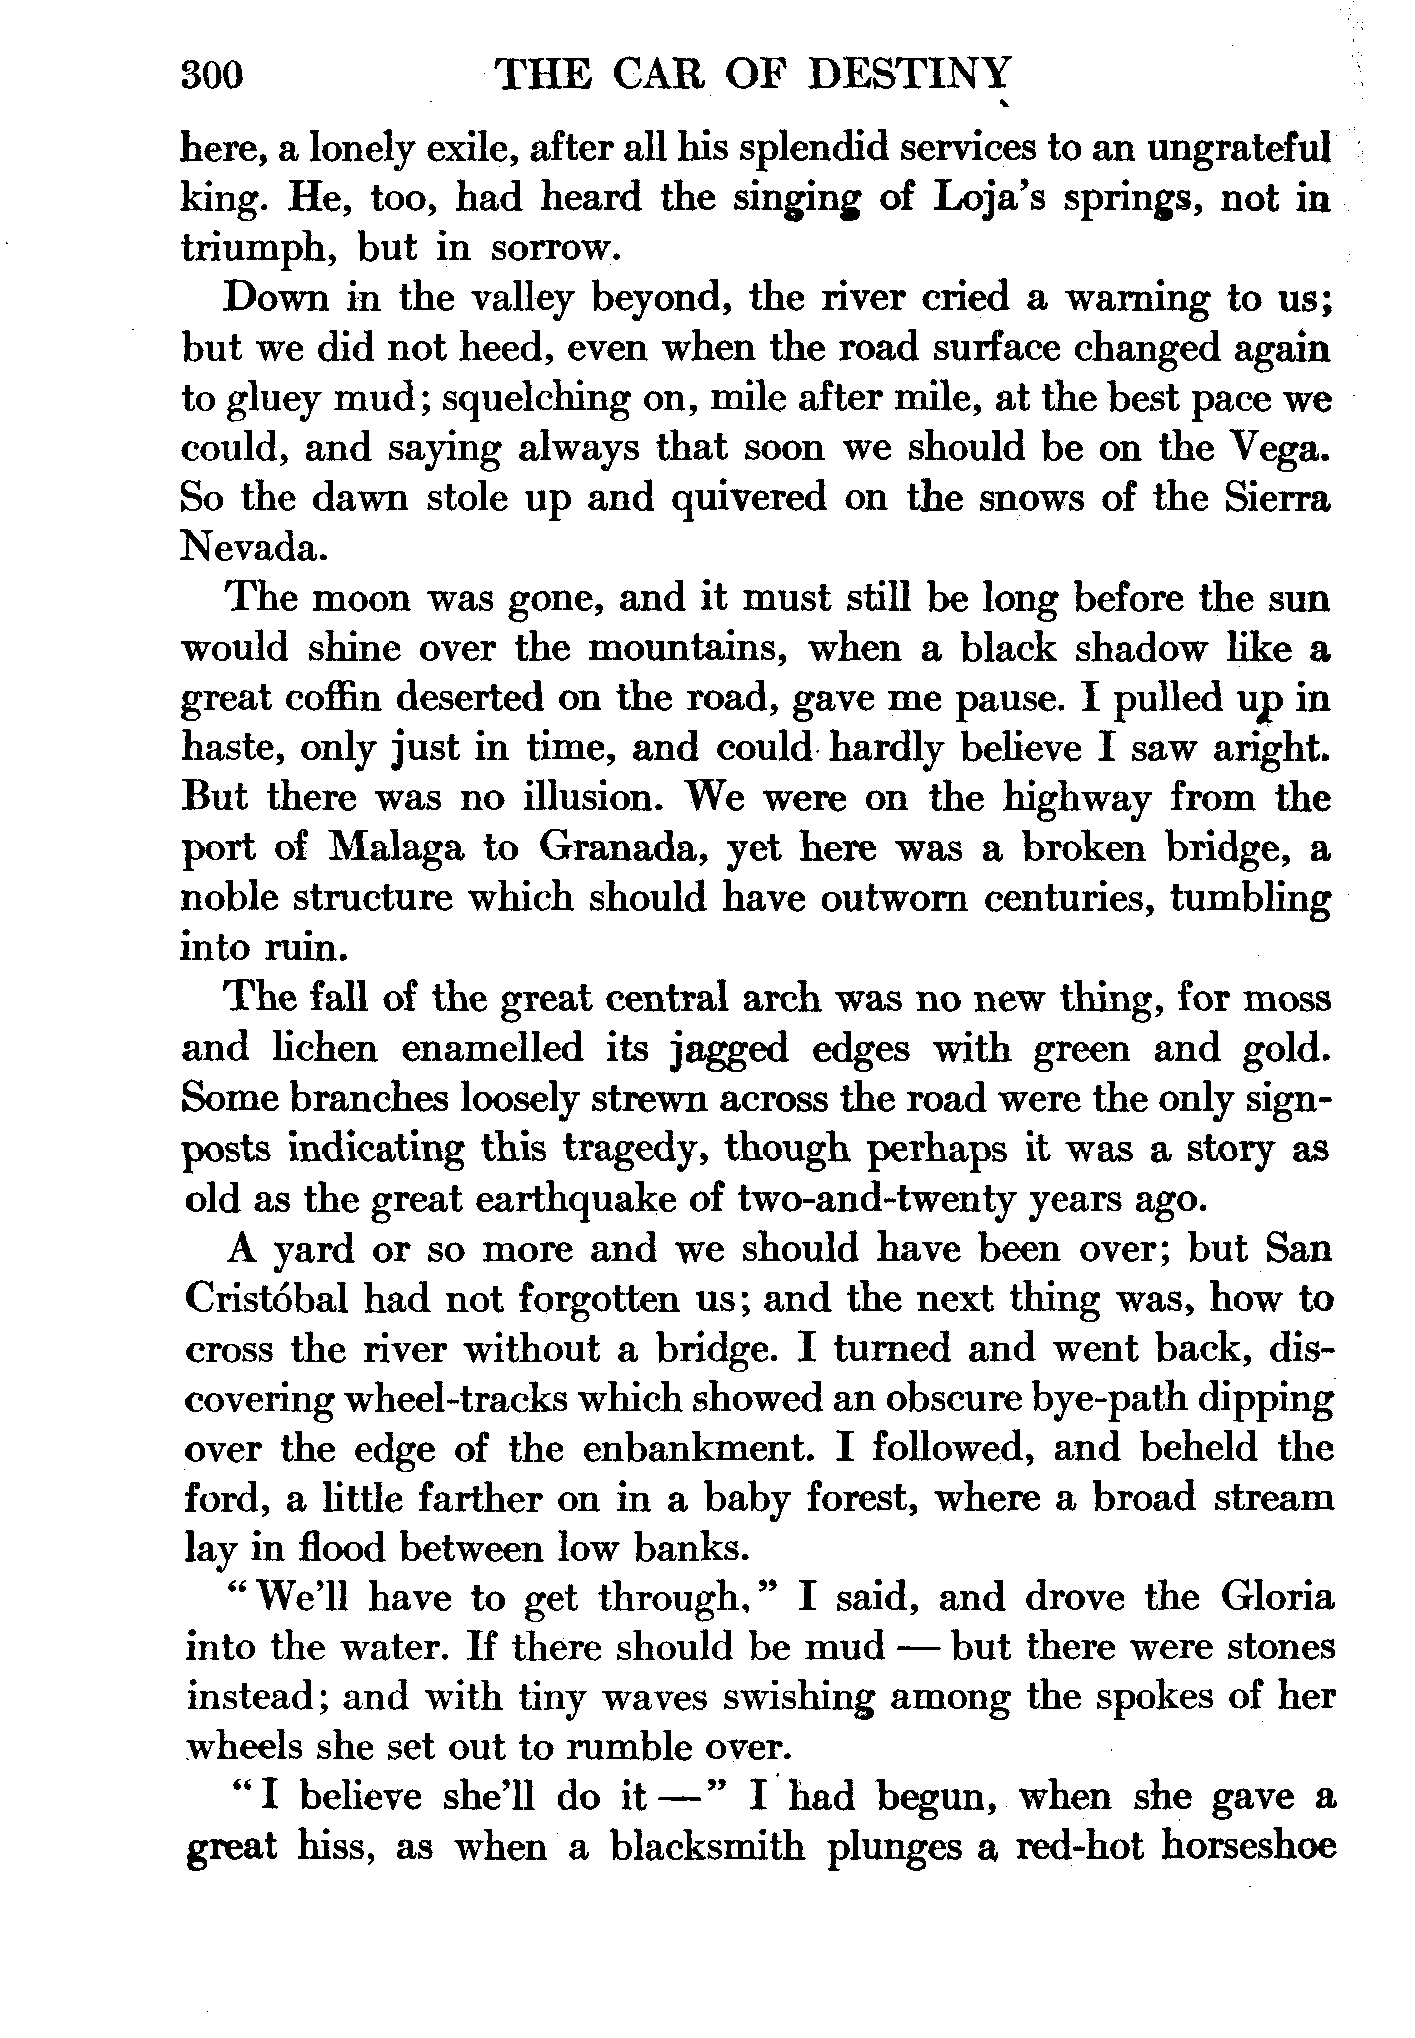 300 THE CAR OF DESTINY
here, a lonely exile, after all his splendid services to an ungrateful
king. He, too, had heard the singing of Loja's springs, not in
triumph, but in sorrow.
Down in the valley beyond, the river cried a warning to us;
but we did not heed, even when the road surface changed again
to gluey mud; squelching on, mile after mile, at the best pace we
could, and saying always that soon we should be on the Vega.
So the dawn stole up and quivered on the snows of the Sierra
Nevada.
The moon was gone, and it must still be long before the sun
would shine over the mountains, when a black shadow like a
great coffin deserted on the road, gave me pause. I pulled up in
haste, only just in time, and could hardly believe I saw aright.
But there was no illusion. We were on the highway from the
port of Malaga to Granada, yet here was a broken bridge, a
noble structure which should have outworn centuries, tumbling
into ruin.
The fall of the great central arch was no new thing, for moss
and lichen enamelled its jagged edges with green and gold.
Some branches loosely strewn across the road were the only sign-
posts indicating this tragedy, though perhaps it was a story as
old as the great earthquake of two-and-twenty years ago.
A yard or so more and we should have been over; but San
Cristóbal had not forgotten us; and the next thing was, how to
cross the river without a bridge. I turned and went back, dis-
covering wheel-tracks which showed an obscure bye-path dipping
over the edge of the enbankment. I followed, and beheld the
ford, a little farther on in a baby forest, where a broad stream
lay in flood between low banks.
"We'll have to get through," I said, and drove the Gloria
into the water. If there should be mud — but there were stones
instead; and with tiny waves swishing among the spokes of her
wheels she set out to rumble over.
"I believe she'll do it —" I had begun, when she gave a
great hiss, as when a blacksmith plunges a red-hot horseshoe